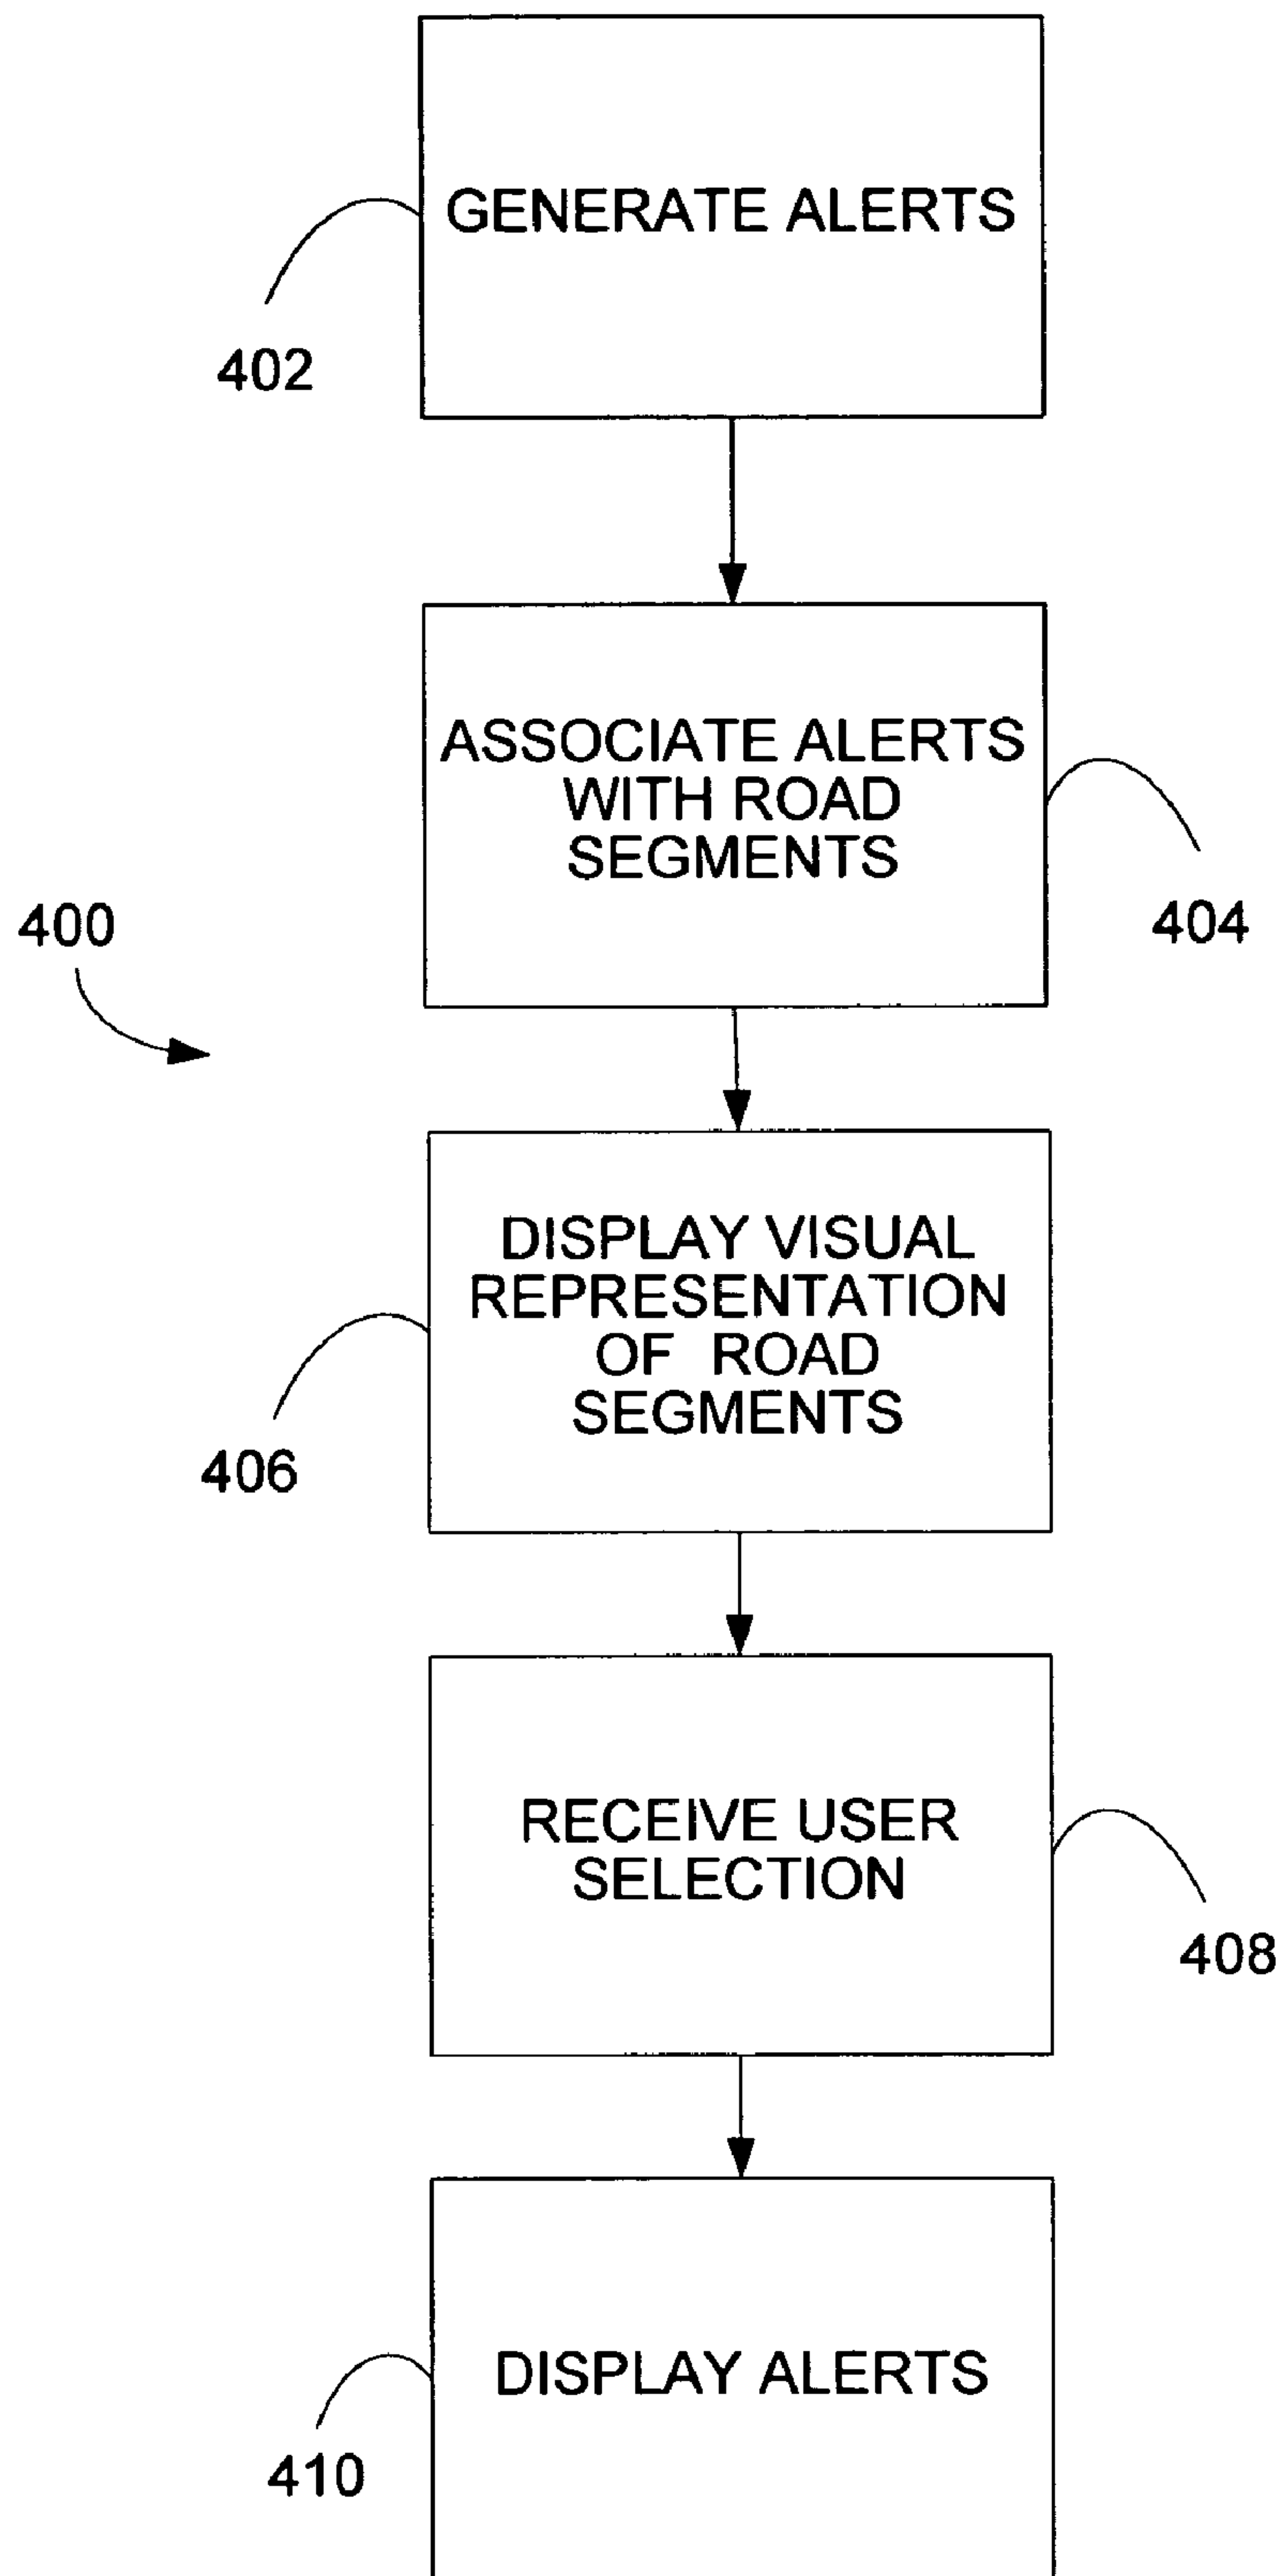 GENERATE ALERTS
402
ASSOCIATE ALERTS
WITH ROAD
SEGMENTS
404
400
DISPLAY VISUAL
REPRESENTATION
OF ROAD
SEGMENTS
406
RECEIVE USER
SELECTION
408
DISPLAY ALERTS
410